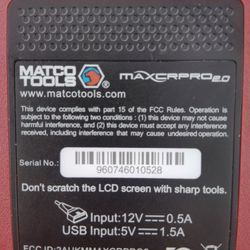 MATCO TOOLS
MAXCRPRO2.0
www.matcotools.com
This device complies with part 15 of the FCC Rules. Operation is
subject to the following two conditions: (1) this device may not
cause harmful interference, and (2) this device must accept any
interference received, including interference that may cause
undesired operation.
Serial No.:
960746010528
Don't scratch the LCD screen with sharp tools.
Input:12V 0.5A
USB Input:5V 1.5A